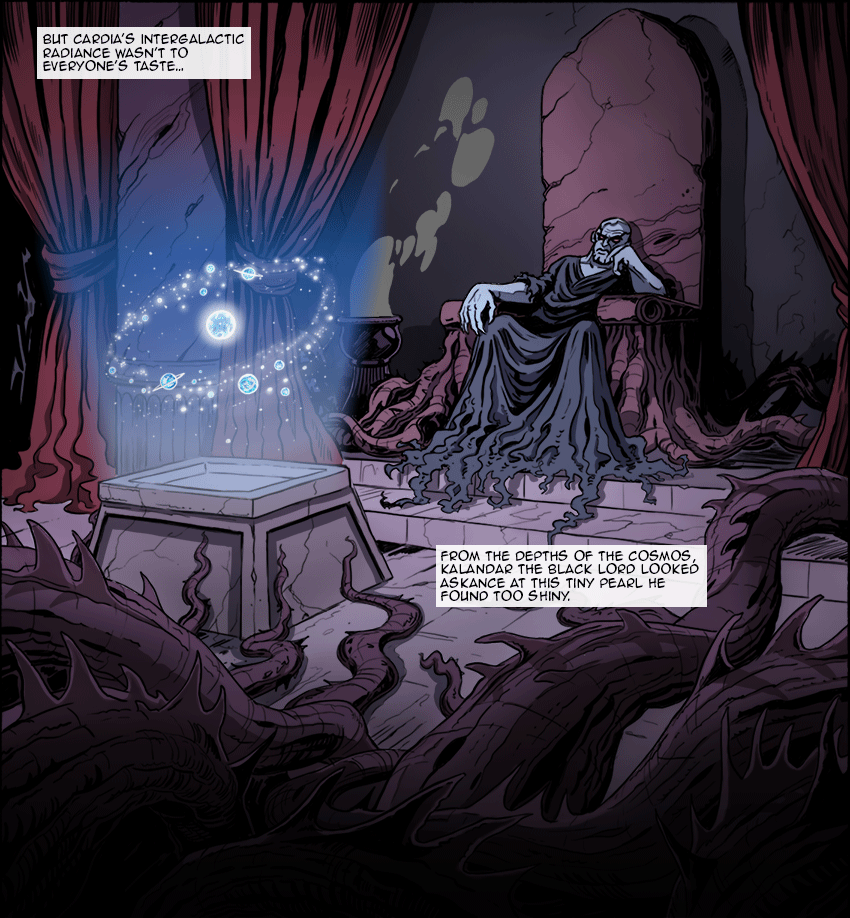 BUT CARDIA'S INTERGALACTIC
RADIANCE WASN'T TO
EVERYONE'S TASTE...
FROM THE DEPTHS OF THE COSMOS,
KALANDAR THE BLACK LORD LOOKED
ASKANCE AT THIS TINY PEARL HE
FOUND TOO SHINY.